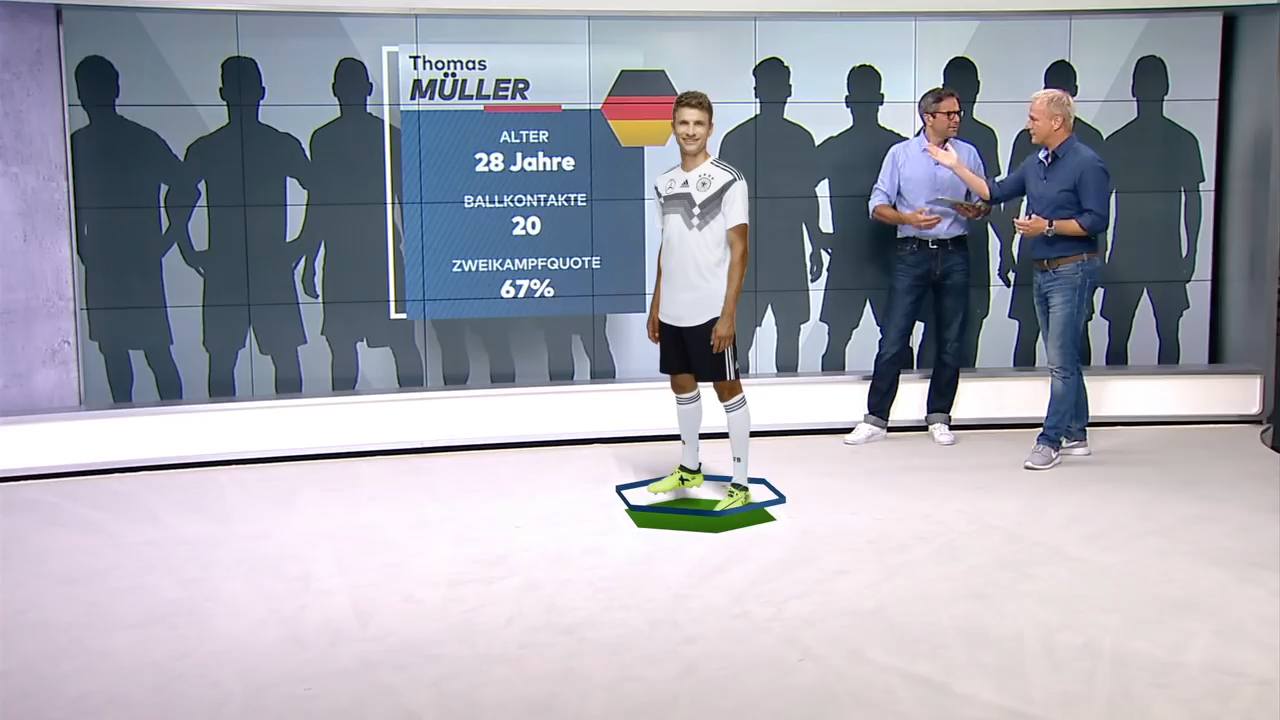 Thomas
MÜLLER
ALTER
28 Jahre
BALLKONTAKTE
20
ZWEIKAMPFQUOTE
67%